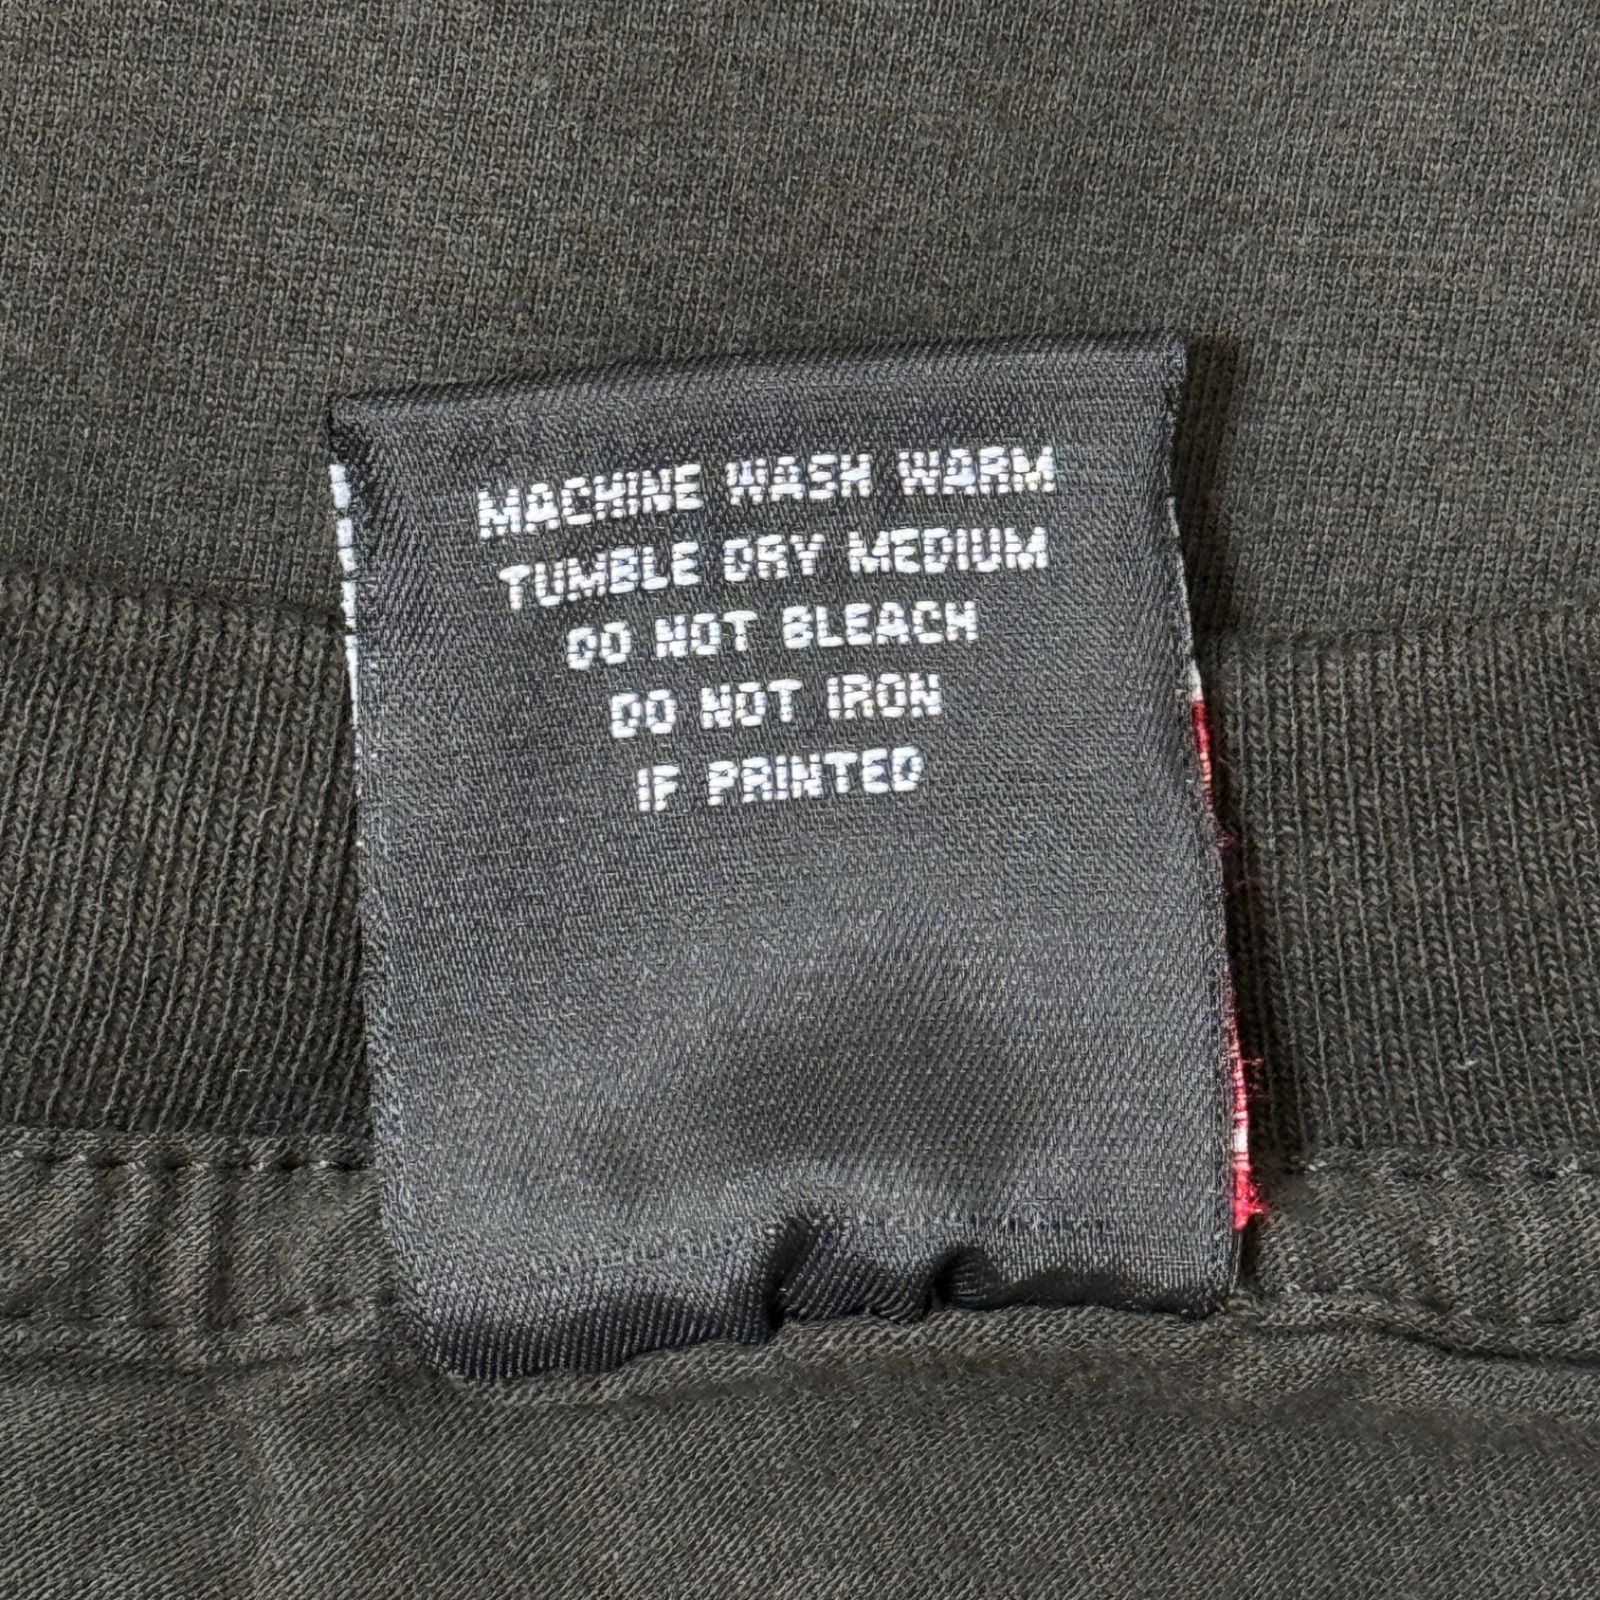 MACHINE WASH WARM
TUMBLE DRY MEDIUM
DO NOT BLEACH
DO NOT IRON
IF PRINTED